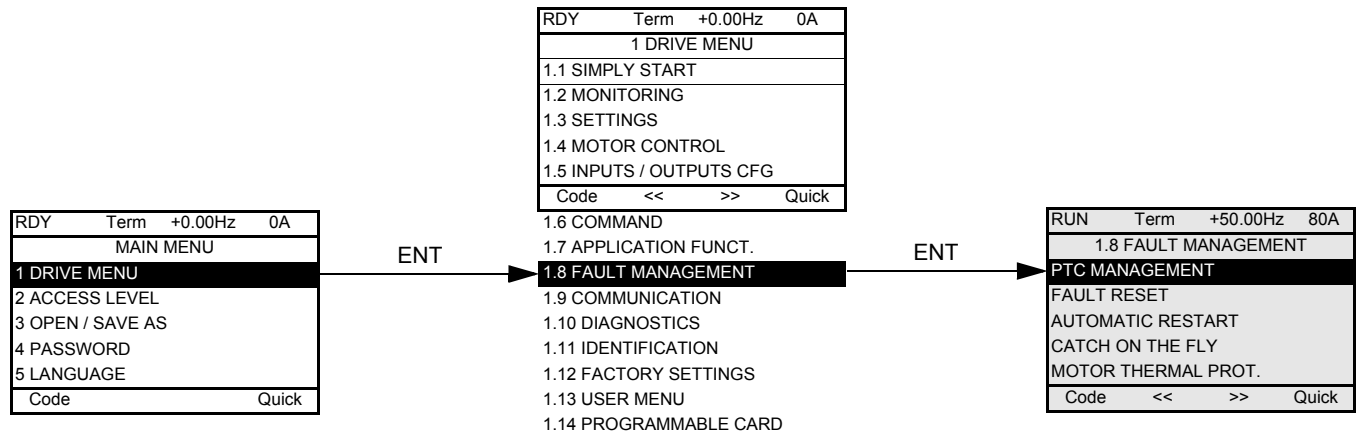 RDY Term +0.00Hz 0A
MAIN MENU
1 DRIVE MENU
2 ACCESS LEVEL
3 OPEN / SAVE AS
4 PASSWORD
5 LANGUAGE
Code Quick
ENT
RDY Term +0.00Hz 0A
1 DRIVE MENU
1.1 SIMPLY START
1.2 MONITORING
1.3 SETTINGS
1.4 MOTOR CONTROL
1.5 INPUTS / OUTPUTS CFG
Code << >> Quick
1.6 COMMAND
1.7 APPLICATION FUNCT.
1.8 FAULT MANAGEMENT
1.9 COMMUNICATION
1.10 DIAGNOSTICS
1.11 IDENTIFICATION
1.12 FACTORY SETTINGS
1.13 USER MENU
1.14 PROGRAMMABLE CARD
ENT
RUN Term +50.00Hz 80A
1.8 FAULT MANAGEMENT
PTC MANAGEMENT
FAULT RESET
AUTOMATIC RESTART
CATCH ON THE FLY
MOTOR THERMAL PROT.
Code << >> Quick